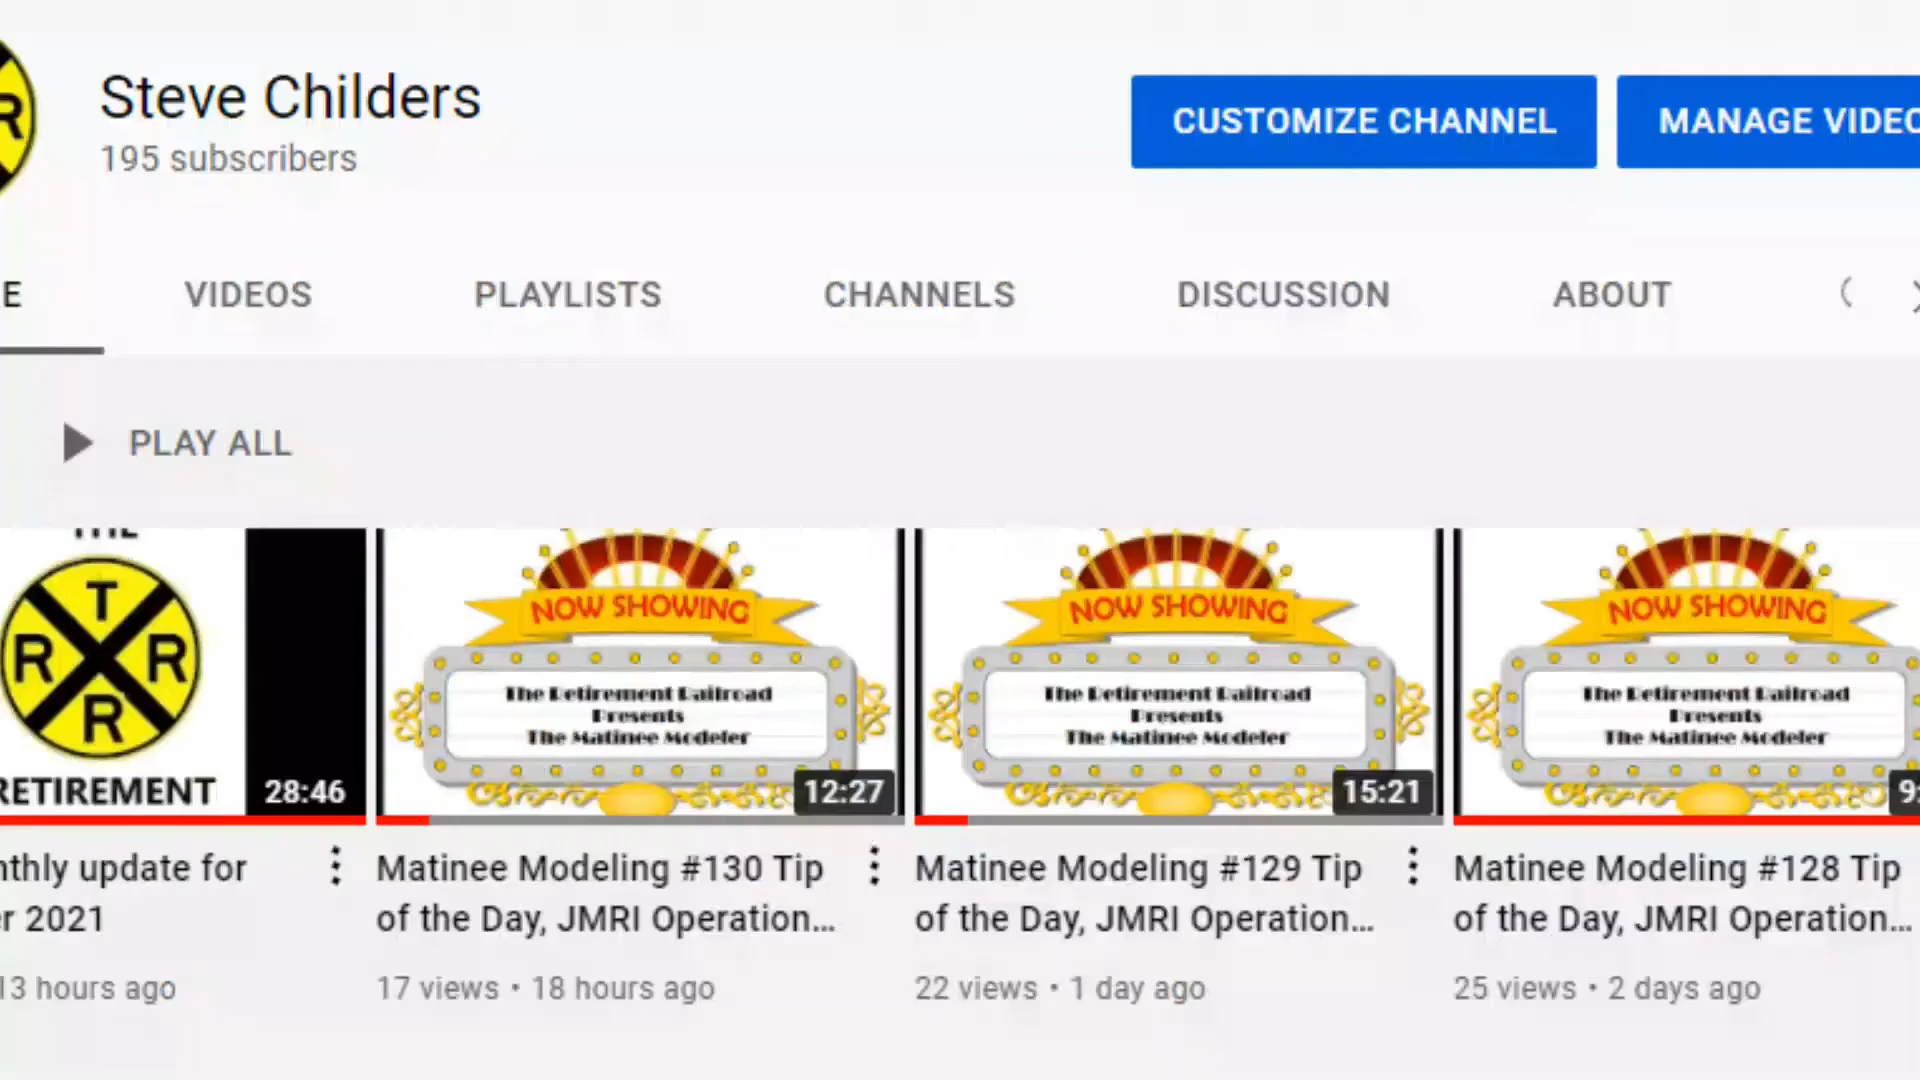 R
Steve Childers
195 subscribers
CUSTOMIZE CHANNEL
MANAGE VIDEO
E
VIDEOS
PLAYLISTS
CHANNELS
DISCUSSION
ABOUT
PLAY ALL
T
R R
R
RETIREMENT
28:46
NOW SHOWING
The Retirement Railroad
Presents
The Matinee Modeler
12:27
NOW SHOWING
The Retirement Railroad
Presents
The Matinee Modeler
15:21
NOW SHOWING
The Retirement Railroad
Presents
The Matinee Modeler
9:
nthly update for
r 2021
13 hours ago
Matinee Modeling #130 Tip
of the Day, JMRI Operation...
17 views • 18 hours ago
Matinee Modeling #129 Tip
of the Day, JMRI Operation...
22 views • 1 day ago
Matinee Modeling #128 Tip
of the Day, JMRI Operation...
25 views • 2 days ago